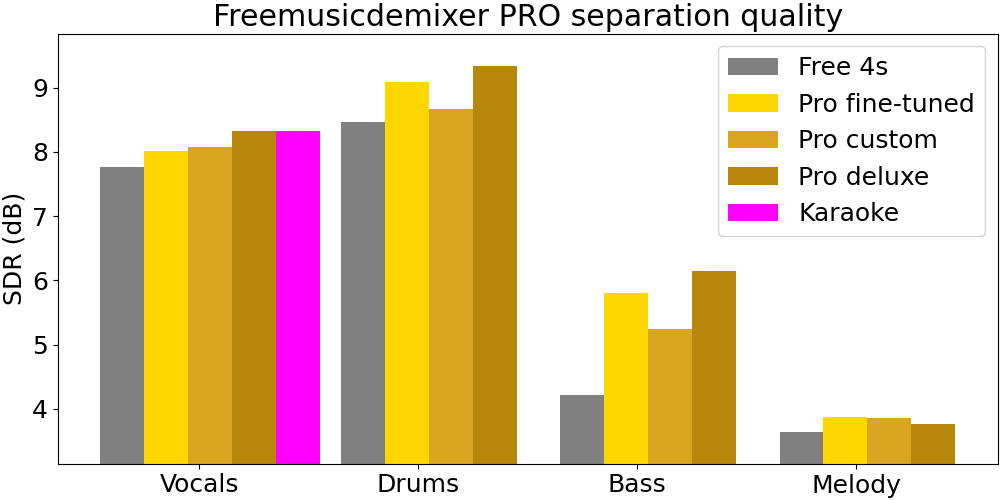 Freemusicdemixer PRO separation quality
SDR (dB)
9
8
7
6
5
4
Free 4s
Pro fine-tuned
Pro custom
Pro deluxe
Karaoke
Vocals Drums Bass Melody